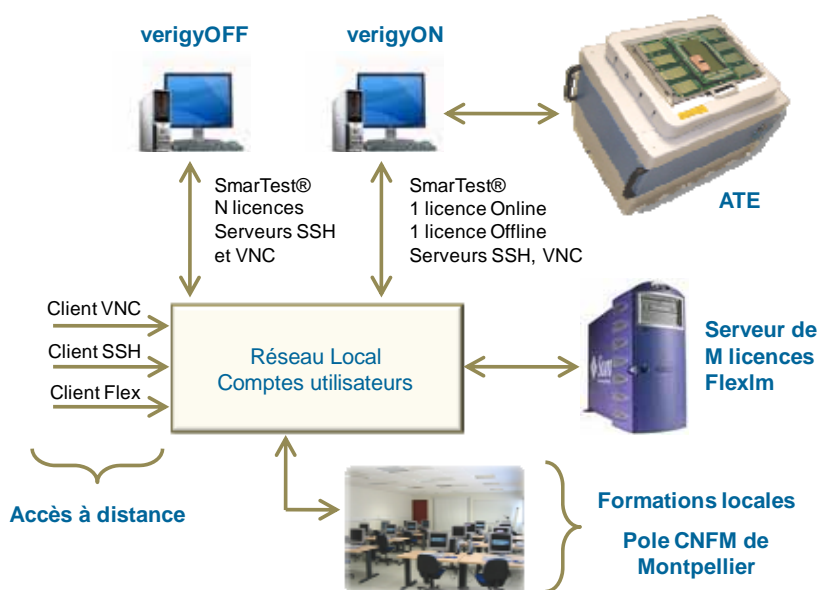 verigyOFF
verigyON
ATE
SmarTest®
N licences
Serveurs SSH
et VNC
SmarTest®
1 licence Online
1 licence Offline
Serveurs SSH, VNC
Client VNC
Client SSH
Client Flex
Réseau Local
Comptes utilisateurs
Serveur de
M licences
Flexlm
Sun
Accès à distance
Formations locales
Pole CNFM de
Montpellier